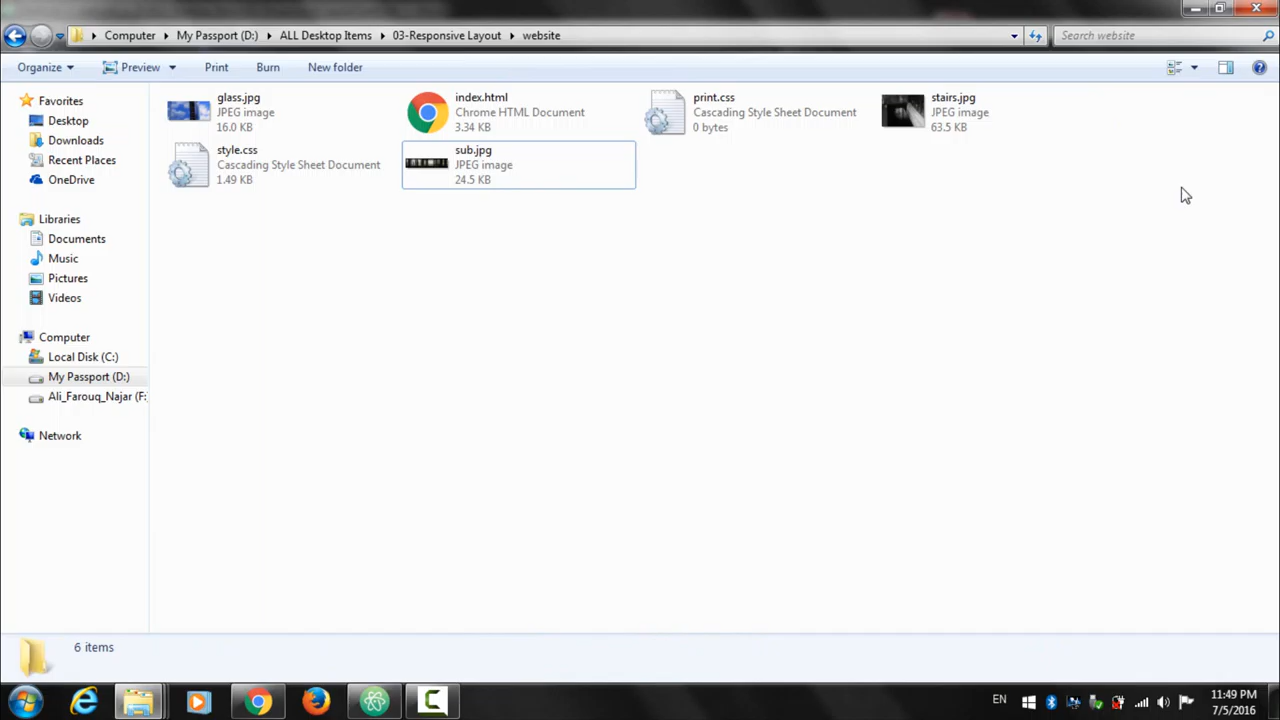 Computer My Passport (D:) ALL Desktop Items 03-Responsive Layout website Search website
Organize Preview Print Burn New folder
Favorites
Desktop
Downloads
Recent Places
OneDrive
Libraries
Documents
Music
Pictures
Videos
Computer
Local Disk (C:)
My Passport (D:)
Ali_Farouq_Najar (F:
Network
glass.jpg
JPEG image
16.0 KB
index.html
Chrome HTML Document
3.34 KB
print.css
Cascading Style Sheet Document
0 bytes
stairs.jpg
JPEG image
63.5 KB
style.css
Cascading Style Sheet Document
1.49 KB
sub.jpg
JPEG image
24.5 KB
6 items
EN
11:49 PM
7/5/2016